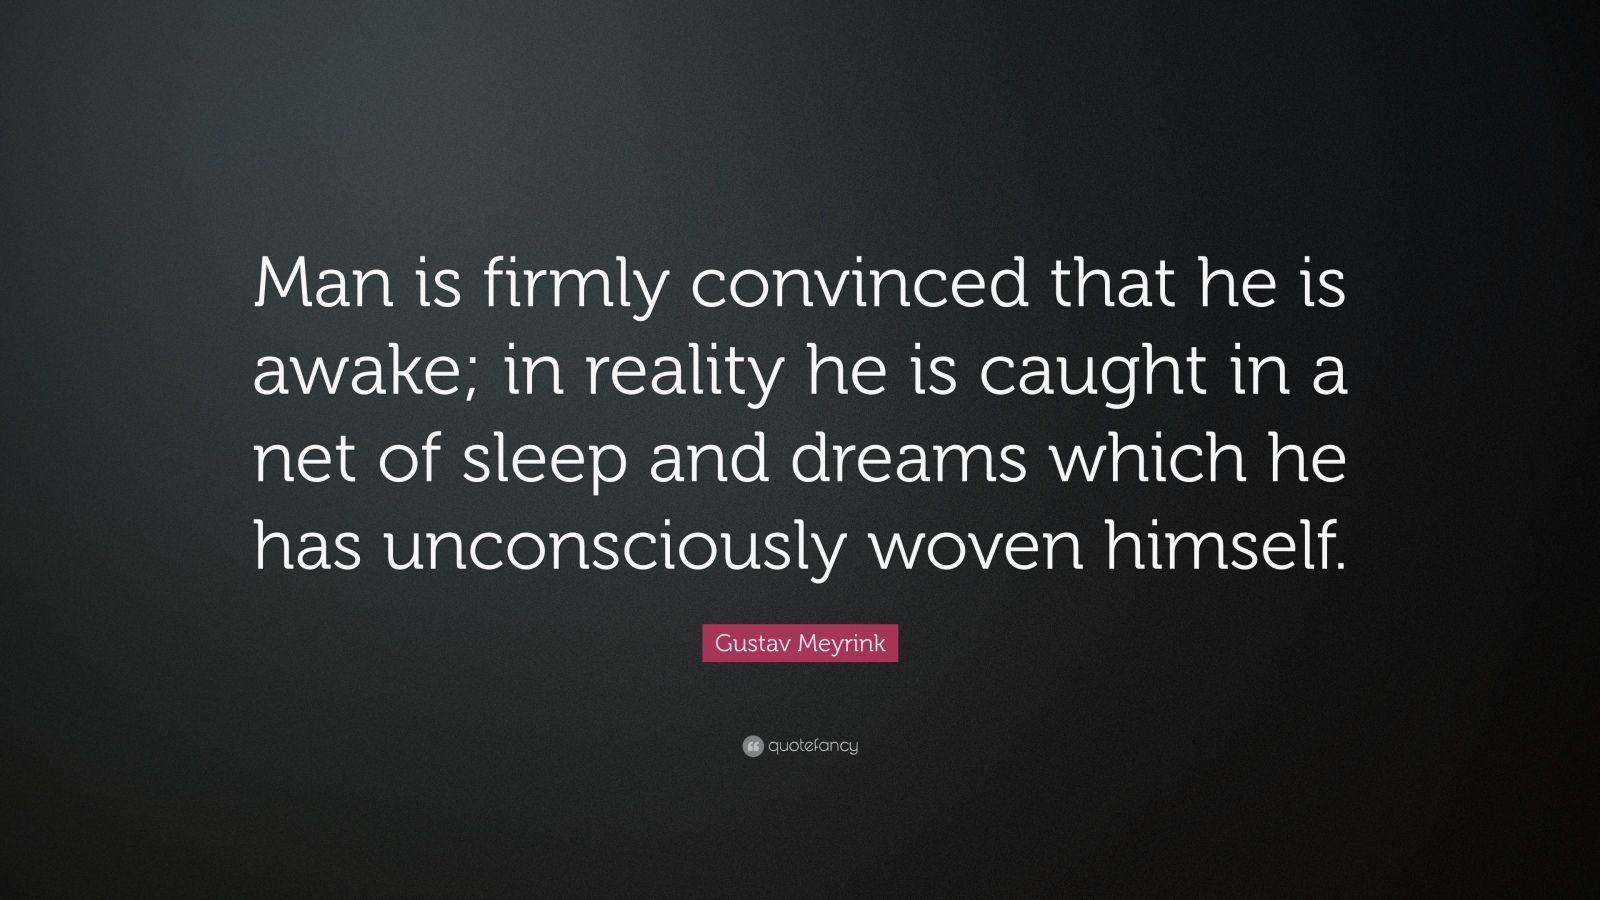 Man is firmly convinced that he is
awake; in reality he is caught in a
net of sleep and dreams which he
has unconsciously woven himself.
Gustav Meyrink
quotefancy